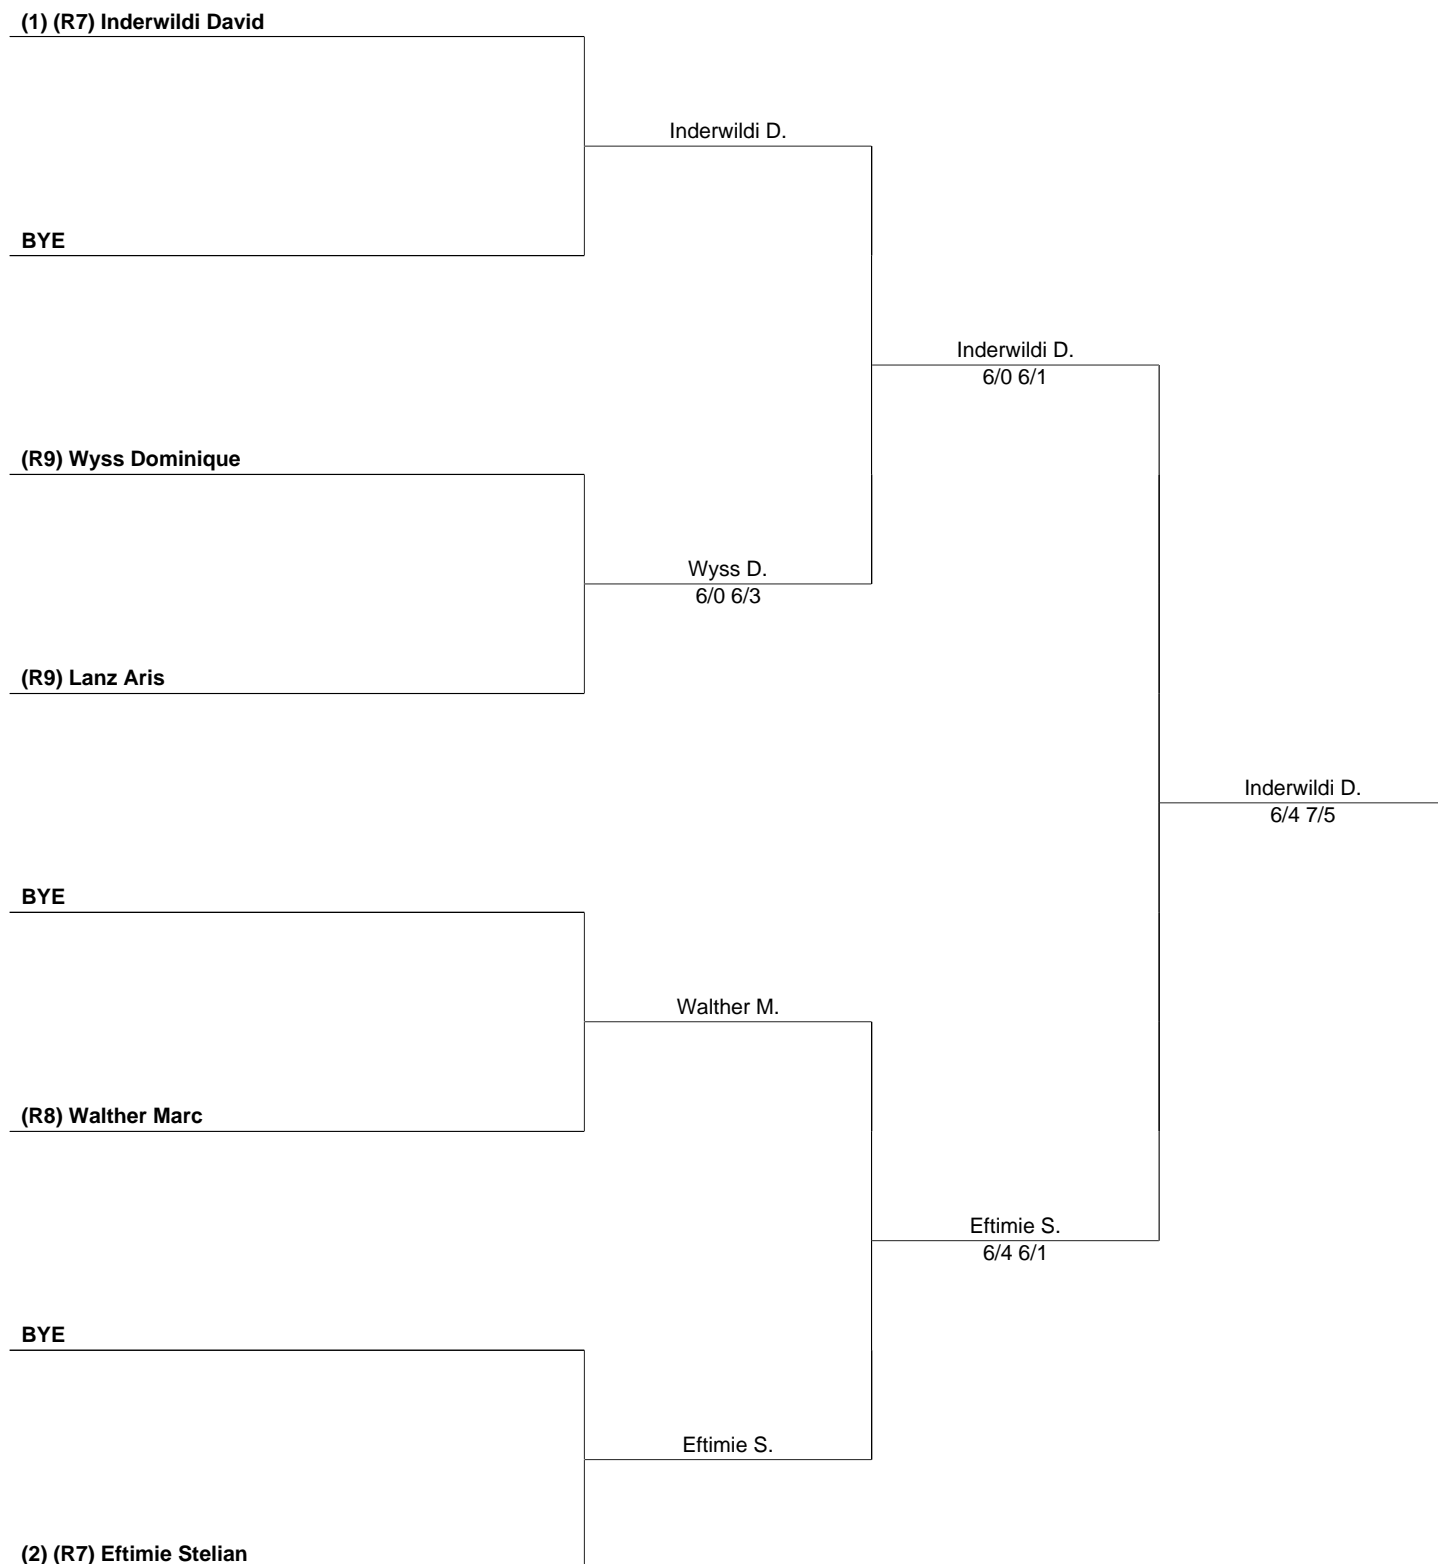 (1) (R7) Inderwildi David
Inderwildi D.
BYE
Inderwildi D.
6/0 6/1
(R9) Wyss Dominique
Wyss D.
6/0 6/3
(R9) Lanz Aris
Inderwildi D.
6/4 7/5
BYE
Walther M.
(R8) Walther Marc
Eftimie S.
6/4 6/1
BYE
Eftimie S.
(2) (R7) Eftimie Stelian